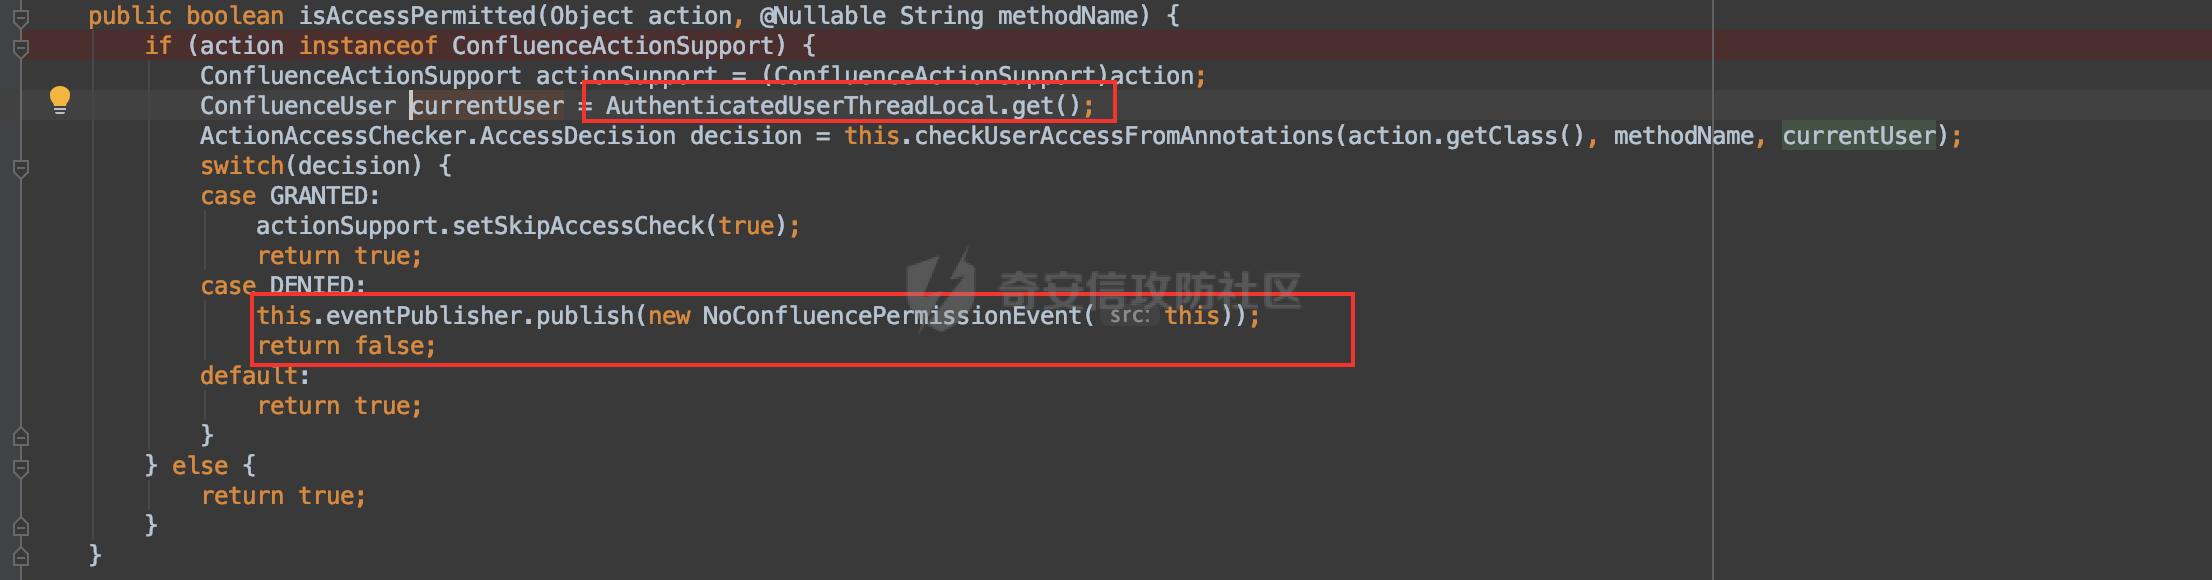 public boolean isAccessPermitted(Object action, @Nullable String methodName) {
if (action instanceof ConfluenceActionSupport) {
ConfluenceActionSupport actionSupport = (ConfluenceActionSupport)action;
ConfluenceUser currentUser = AuthenticatedUserThreadLocal.get();
ActionAccessChecker.AccessDecision decision = this.checkUserAccessFromAnnotations(action.getClass(), methodName, currentUser);
switch(decision) {
case GRANTED:
actionSupport.setSkipAccessCheck(true);
return true;
case DENIED:
奇安信攻防社区
this.eventPublisher.publish(new NoConfluencePermissionEvent( src: this));
return false;
default:
return true;
}
} else {
return true;
}
}